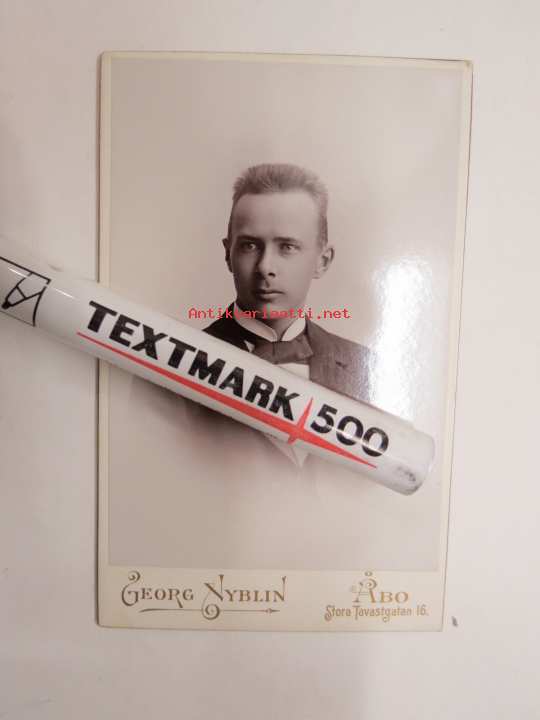 Antikvariaatti.net
TEXTMARK 500
GEORG NYBLIN
ÅBO
Stora Tavastgatan 16.